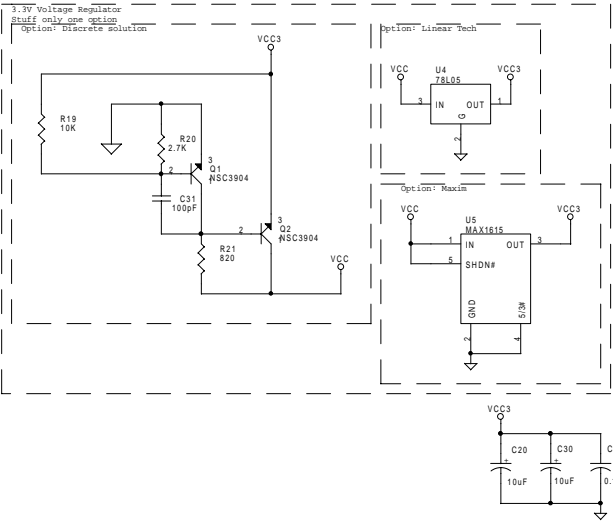 3.3V Voltage Regulator
Stuff only one option
Option: Discrete solution
VCC3
R19
10K
R20
2.7K
3
2
Q1
NSC3904
C31
100pF
3
2
Q2
NSC3904
R21
820
VCC
Option: Linear Tech
VCC
U4
78L05
VCC3
3
IN
OUT
1
G
2
Option: Maxim
VCC
U5
MAX1615
VCC3
1
IN
OUT
3
5
SHDN#
GND
5/3#
2
4
VCC3
C20
+
10uF
C30
+
10uF
C
0.